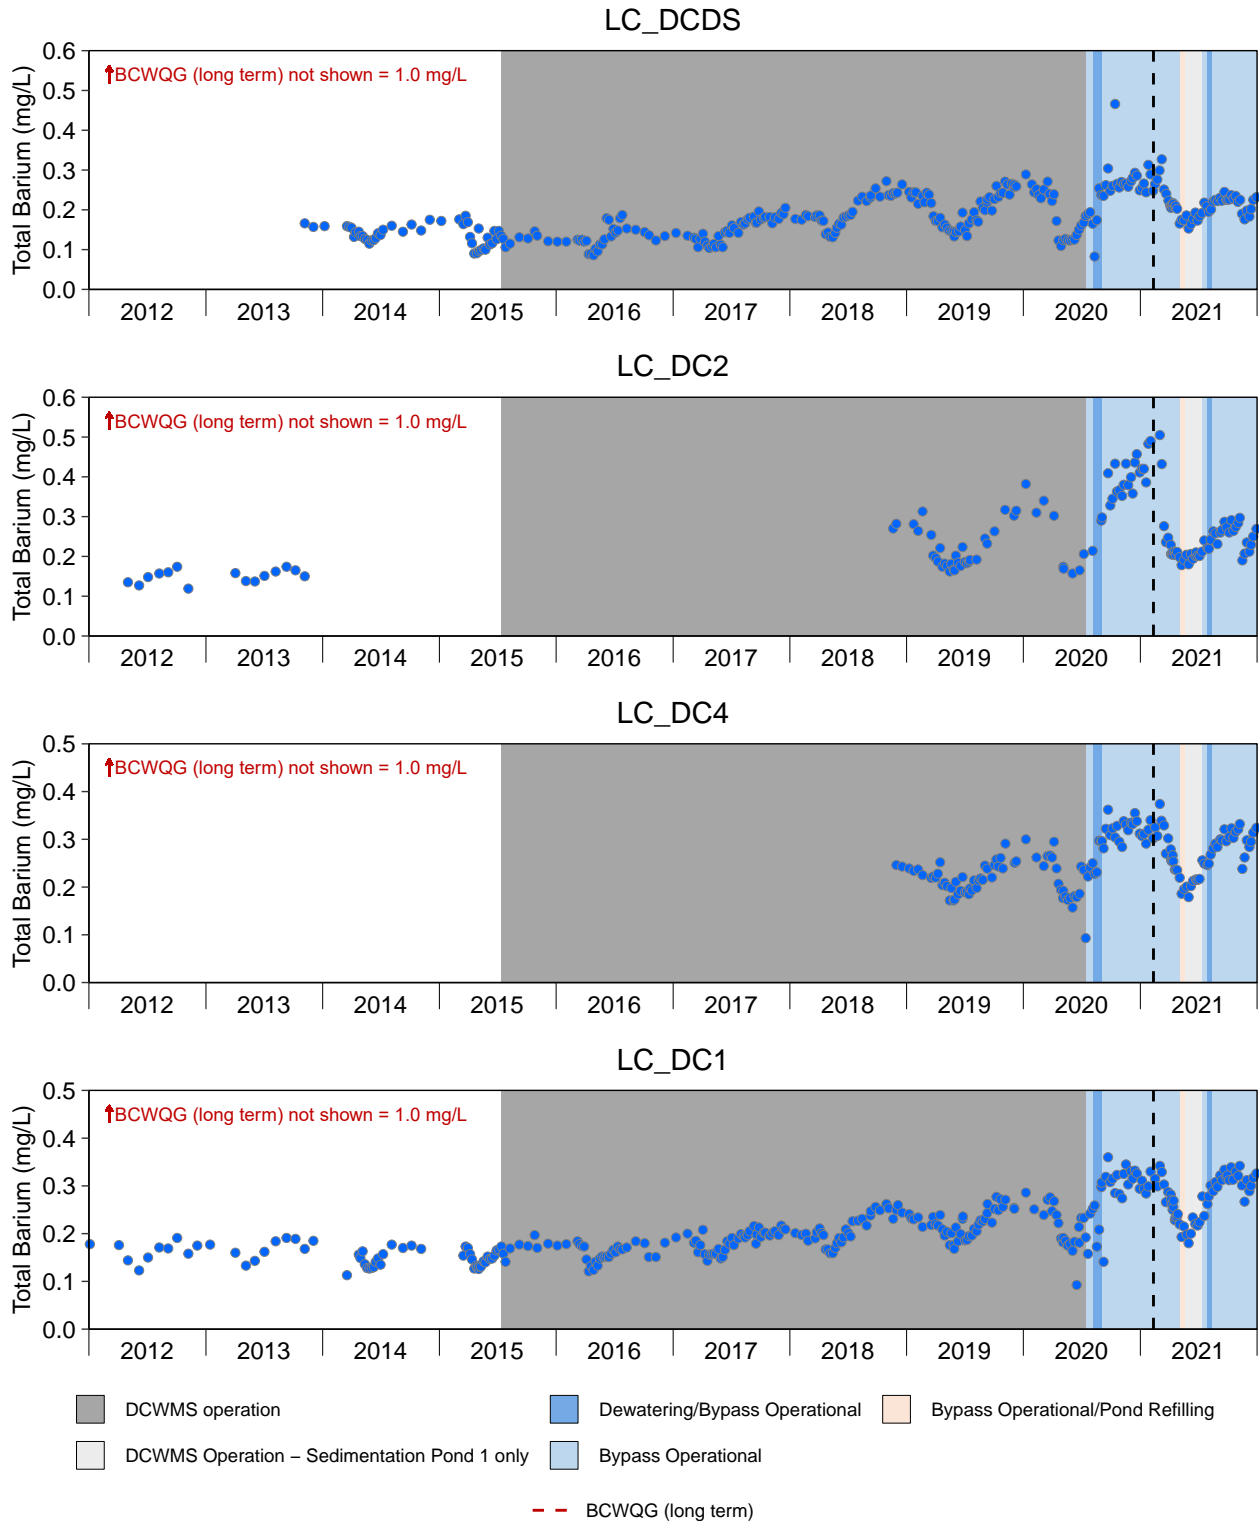 LC_DCDS
Total Barium (mg/L)
0.6
0.5
0.4
0.3
0.2
0.1
0.0
BCWQG (long term) not shown = 1.0 mg/L
2012 2013 2014 2015 2016 2017 2018 2019 2020 2021
LC_DC2
Total Barium (mg/L)
0.6
0.5
0.4
0.3
0.2
0.1
0.0
BCWQG (long term) not shown = 1.0 mg/L
2012 2013 2014 2015 2016 2017 2018 2019 2020 2021
LC_DC4
Total Barium (mg/L)
0.5
0.4
0.3
0.2
0.1
0.0
BCWQG (long term) not shown = 1.0 mg/L
2012 2013 2014 2015 2016 2017 2018 2019 2020 2021
LC_DC1
Total Barium (mg/L)
0.5
0.4
0.3
0.2
0.1
0.0
BCWQG (long term) not shown = 1.0 mg/L
2012 2013 2014 2015 2016 2017 2018 2019 2020 2021
DCWMS operation
Dewatering/Bypass Operational
Bypass Operational/Pond Refilling
DCWMS Operation – Sedimentation Pond 1 only
Bypass Operational
BCWQG (long term)